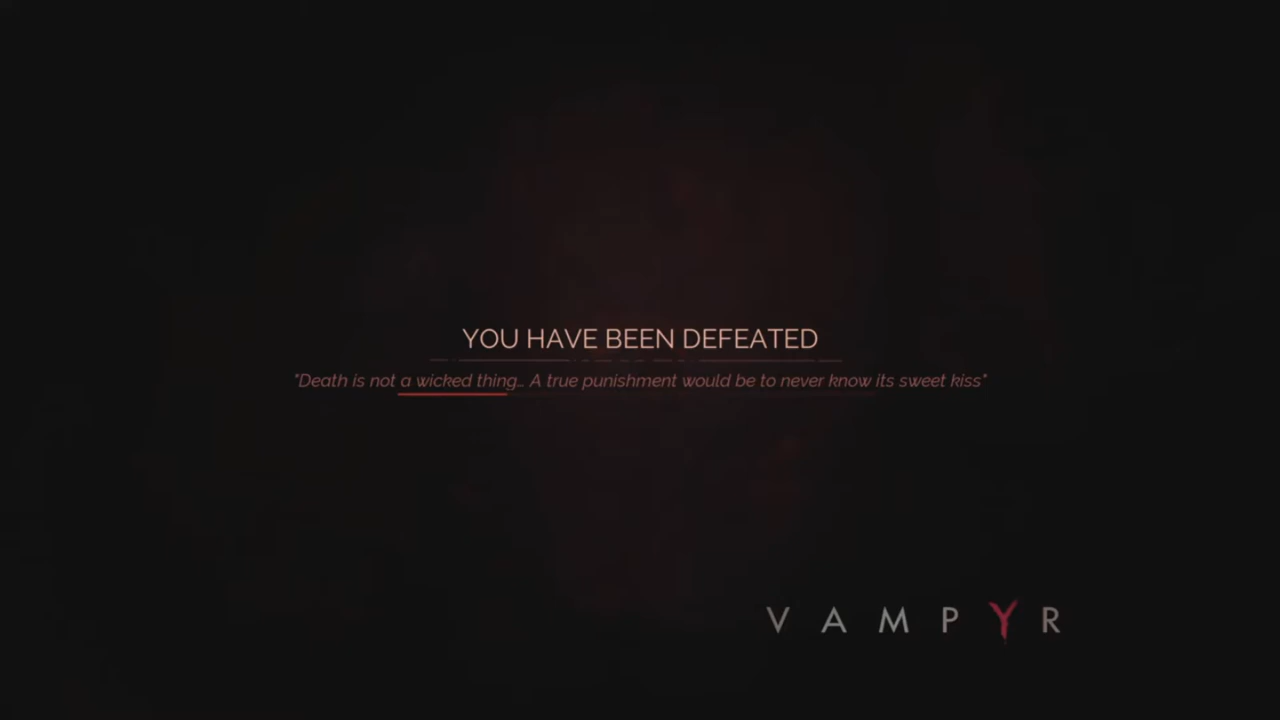 YOU HAVE BEEN DEFEATED
"Death is not a wicked thing... A true punishment would be to never know its sweet kiss"
VAMPYR